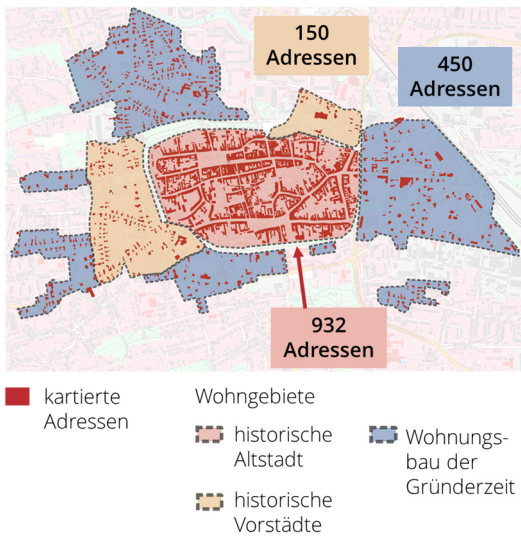 150
Adressen
450
Adressen
932
Adressen
kartierte
Adressen
Wohngebiete
historische
Altstadt
historische
Vorstädte
Wohnungs-
bau der
Gründerzeit